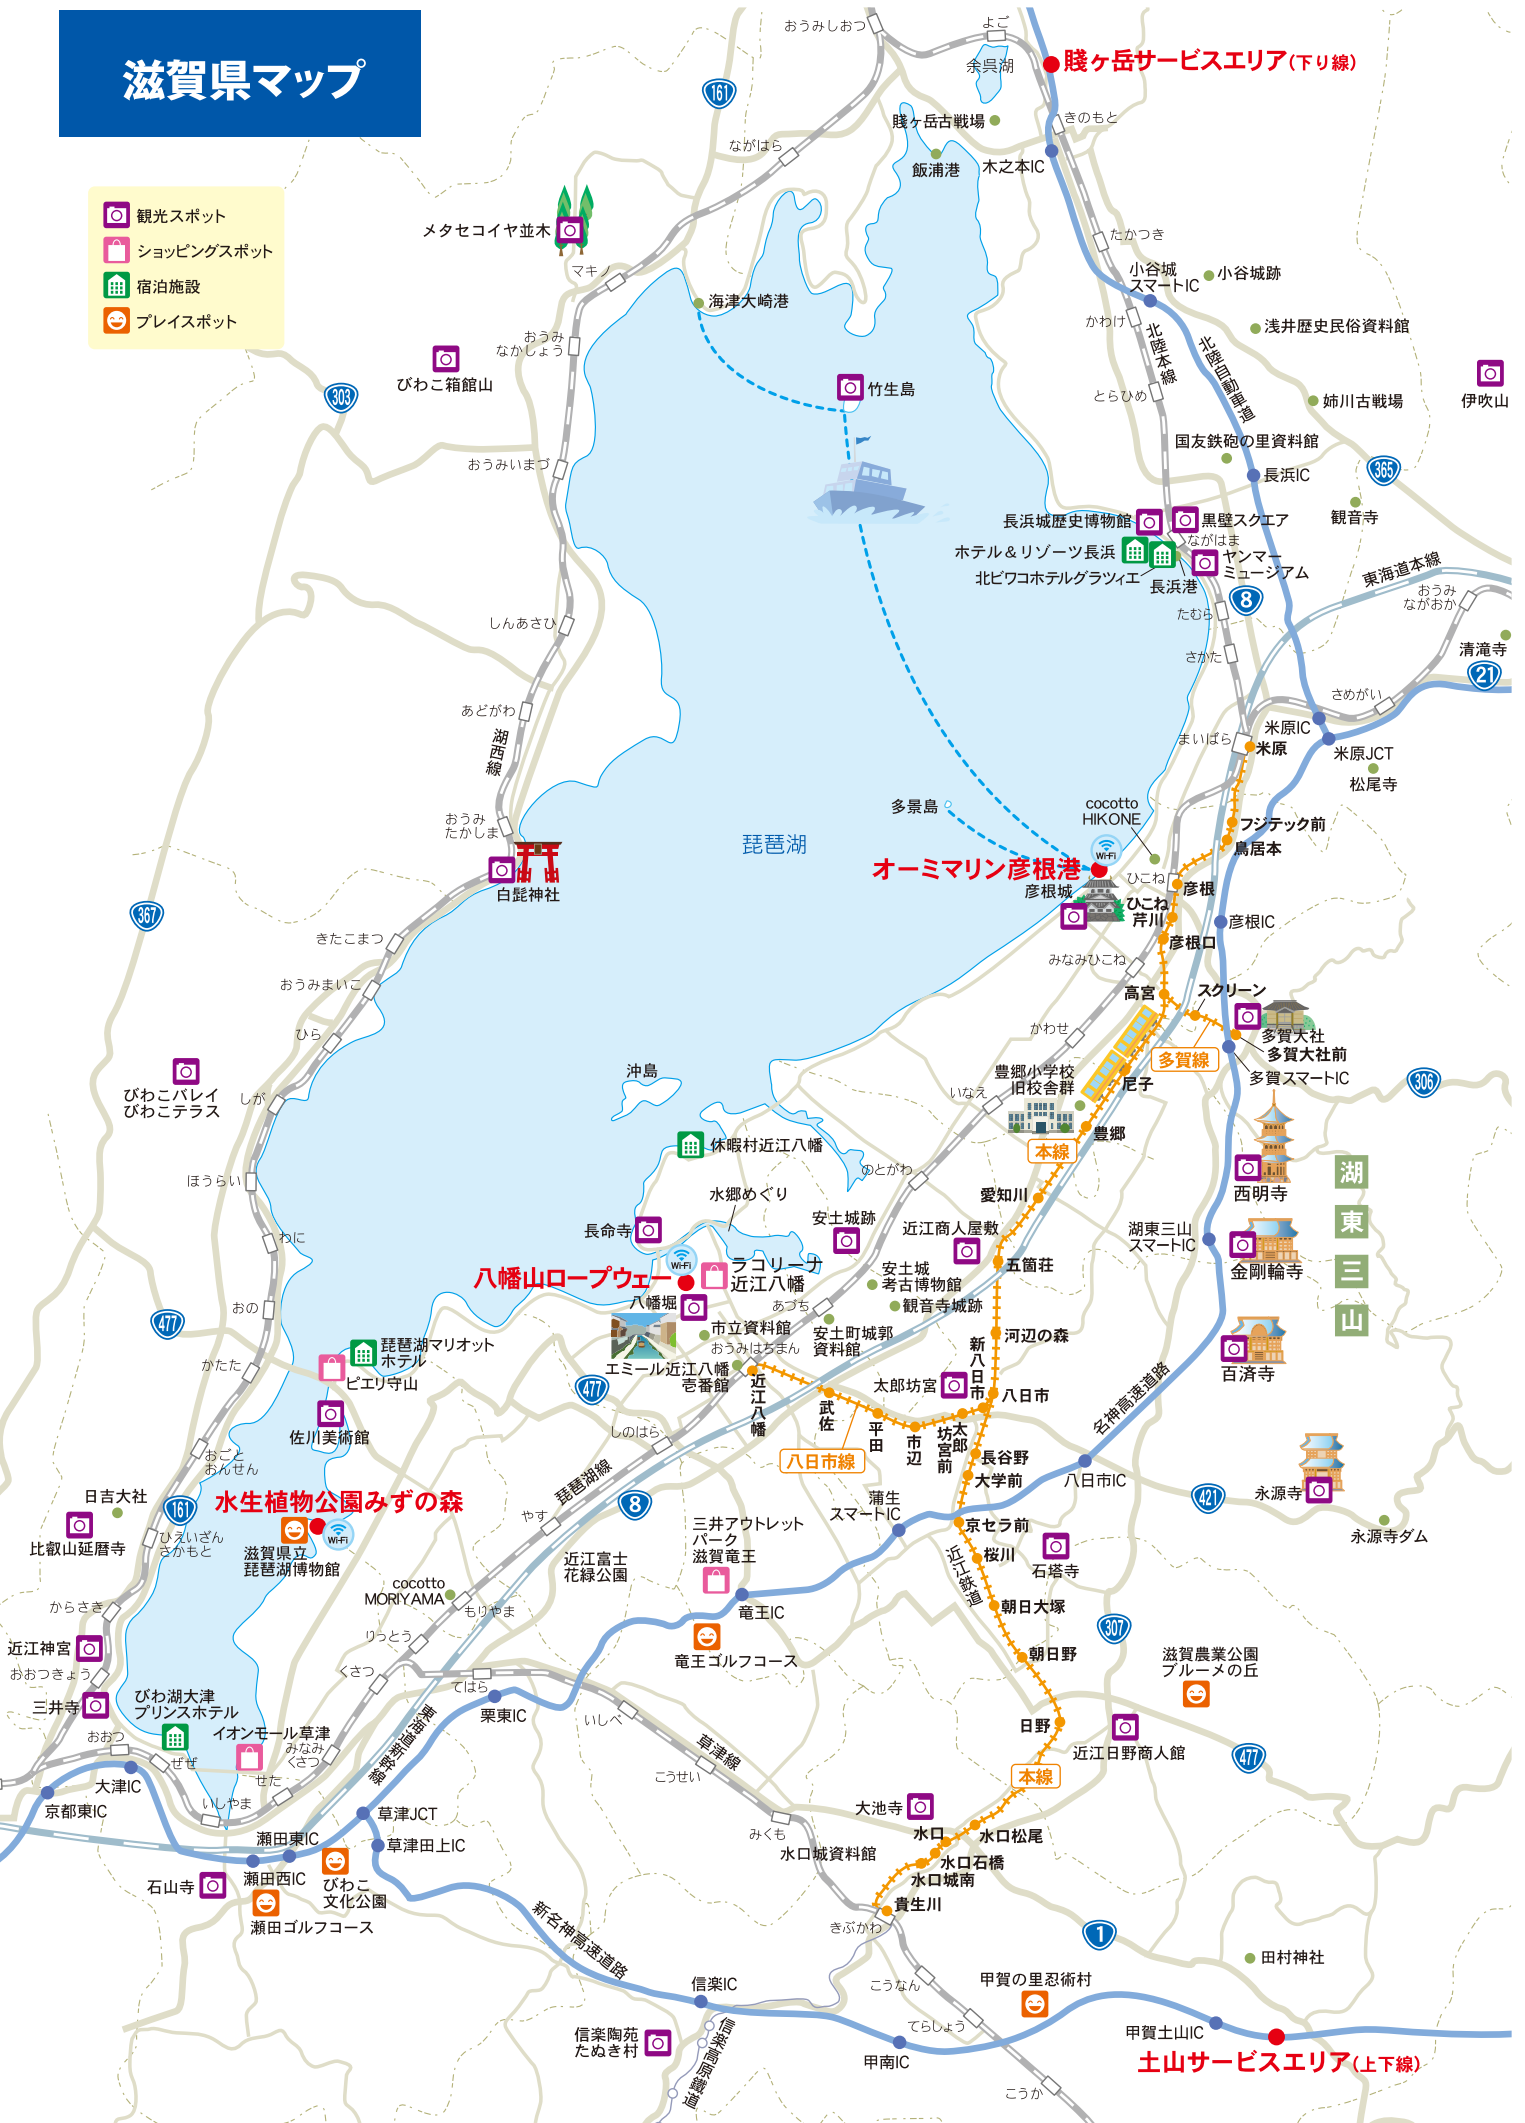 滋賀県マップ
観光スポット
ショッピングスポット
宿泊施設
プレイスポット
おうみしおつ
よご
余呉湖
賤ヶ岳サービスエリア(下り線)
161
きのもと
賤ヶ岳古戦場
ながはら
飯浦港
木之本IC
メタセコイヤ並木
マキノ
たかつき
小谷城
スマートIC
小谷城跡
海津大崎港
かわけ
北陸本線
北陸自動車道
浅井歴史民俗資料館
おうみ
なかしょう
びわこ箱館山
303
竹生島
とらひめ
姉川古戦場
伊吹山
国友鉄砲の里資料館
おうみいまづ
長浜IC
365
観音寺
長浜城歴史博物館
黒壁スクエア
ながはま
ホテル&リゾーツ長浜
北ビワコホテルグラツィエ
長浜港
ヤンマー
ミュージアム
東海道本線
おうみ
ながおか
8
たむら
しんあさひ
清滝寺
さかた
21
さめがい
あどがわ
湖西線
米原IC
まいばら
米原
米原JCT
松尾寺
多景島
cocotto
HIKONE
おうみ
たかしま
琵琶湖
フジテック前
鳥居本
Wi-Fi
オーミマリン彦根港
ひこね
彦根
彦根城
白髭神社
ひこね
芹川
367
彦根IC
きたこまつ
彦根口
みなみひこね
おうみまいこ
高宮
スクリーン
ひら
かわせ
多賀線
多賀大社
多賀大社前
多賀スマートIC
びわこバレイ
びわこテラス
沖島
豊郷小学校
旧校舎群
尼子
306
しが
いなえ
豊郷
休暇村近江八幡
本線
湖東三山
のとがわ
ほうらい
水郷めぐり
愛知川
西明寺
長命寺
安土城跡
近江商人屋敷
湖東三山
スマートIC
わに
Wi-Fi
八幡山ロープウェー
ラコリーナ
近江八幡
安土城
考古博物館
五箇荘
金剛輪寺
八幡堀
あづち
観音寺城跡
おの
477
市立資料館
安土町城郭
資料館
河辺の森
おうみはちまん
琵琶湖マリオット
ホテル
かたた
ピエリ守山
エミール近江八幡
壱番館
近江八幡
新八日市
百済寺
477
太郎坊宮
八日市
武佐
平田
市辺
太郎
坊宮前
名神高速道路
佐川美術館
しのはら
八日市線
長谷野
大学前
おごと
おんせん
琵琶湖線
八日市IC
日吉大社
161
水生植物公園みずの森
8
421
永源寺
Wi-Fi
やす
三井アウトレット
パーク
滋賀竜王
蒲生
スマートIC
京セラ前
永源寺ダム
比叡山延暦寺
ひえいざん
さかもと
滋賀県立
琵琶湖博物館
近江富士
花緑公園
近江鉄道
桜川
石塔寺
cocotto
MORIYAMA
もりやま
竜王IC
朝日大塚
からさき
307
りっとう
近江神宮
竜王ゴルフコース
朝日野
滋賀農業公園
ブルーメの丘
おおつきょう
くさつ
てはら
三井寺
びわ湖大津
プリンスホテル
東海道新幹線
栗東IC
いしべ
日野
近江日野商人館
イオンモール草津
おおつ
みなみ
くさつ
草津線
477
ぜぜ
せた
こうせい
本線
大津IC
京都東IC
いしやま
草津JCT
大池寺
みくも
水口
水口松尾
瀬田東IC
草津田上IC
水口城資料館
水口石橋
水口城南
石山寺
瀬田西IC
びわこ
文化公園
貴生川
瀬田ゴルフコース
新名神高速道路
きぶかわ
1
田村神社
信楽IC
こうなん
甲賀の里忍術村
信楽陶苑
たぬき村
信楽高原鐵道
てらしょう
甲南IC
甲賀土山IC
土山サービスエリア(上下線)
こうか